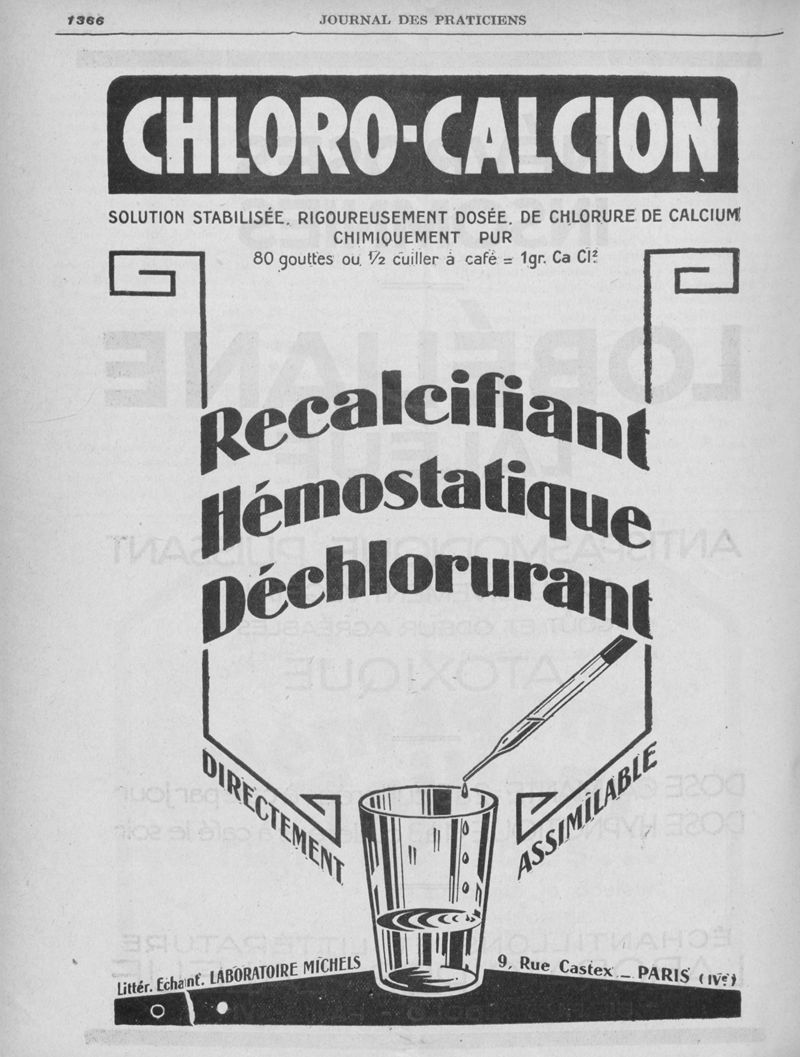 1366
JOURNAL DES PRATICIENS
CHLORO-CALCION
SOLUTION STABILISÉE, RIGOUREUSEMENT DOSÉE, DE CHLORURE DE CALCIUM
CHIMIQUEMENT PUR
80 gouttes ou ½ cuiller à café = 1gr. Ca Cl²
Recalcifiant
Hémostatique
Déchlorurant
DIRECTEMENT
ASSIMILABLE
Littér. Echant. LABORATOIRE MICHELS
9, Rue Castex _ PARIS (IVᵉ)